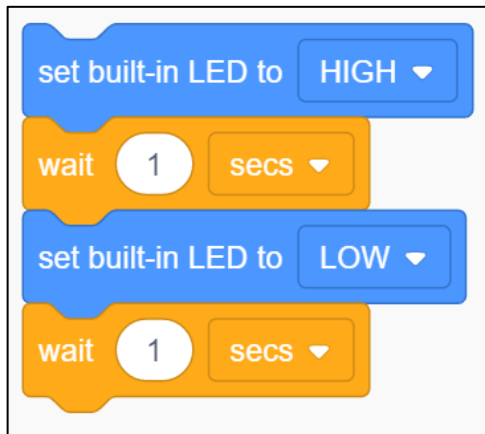 set built-in LED to HIGH
wait 1 secs
set built-in LED to LOW
wait 1 secs